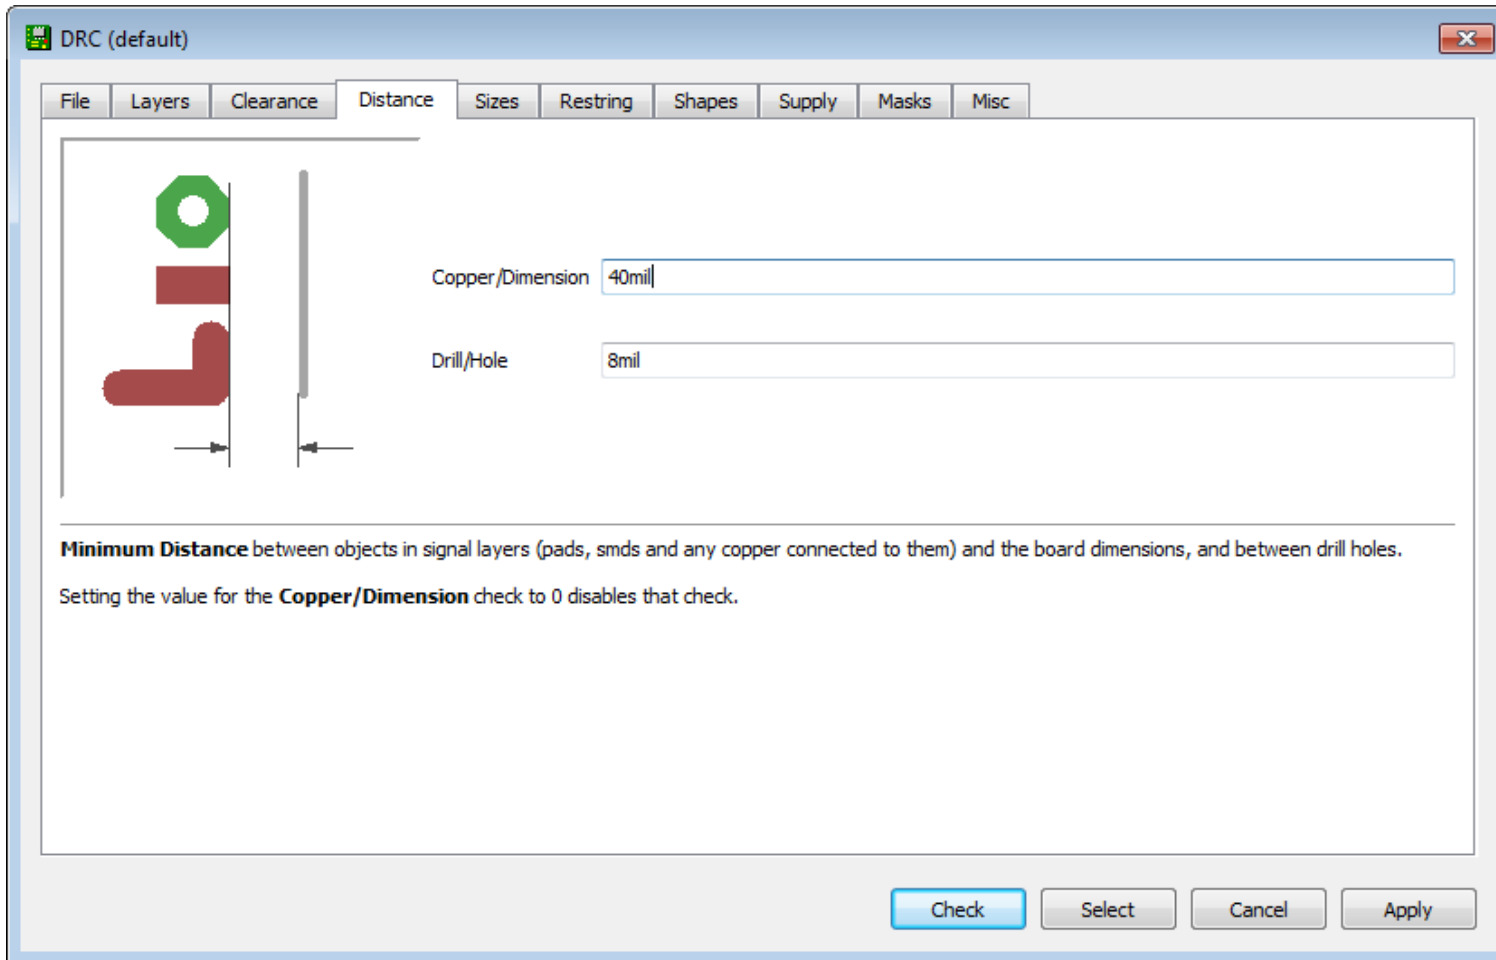 DRC (default)
File Layers Clearance Distance Sizes Restring Shapes Supply Masks Misc
Copper/Dimension 40mil
Drill/Hole 8mil
Minimum Distance between objects in signal layers (pads, smds and any copper connected to them) and the board dimensions, and between drill holes.
Setting the value for the Copper/Dimension check to 0 disables that check.
Check Select Cancel Apply